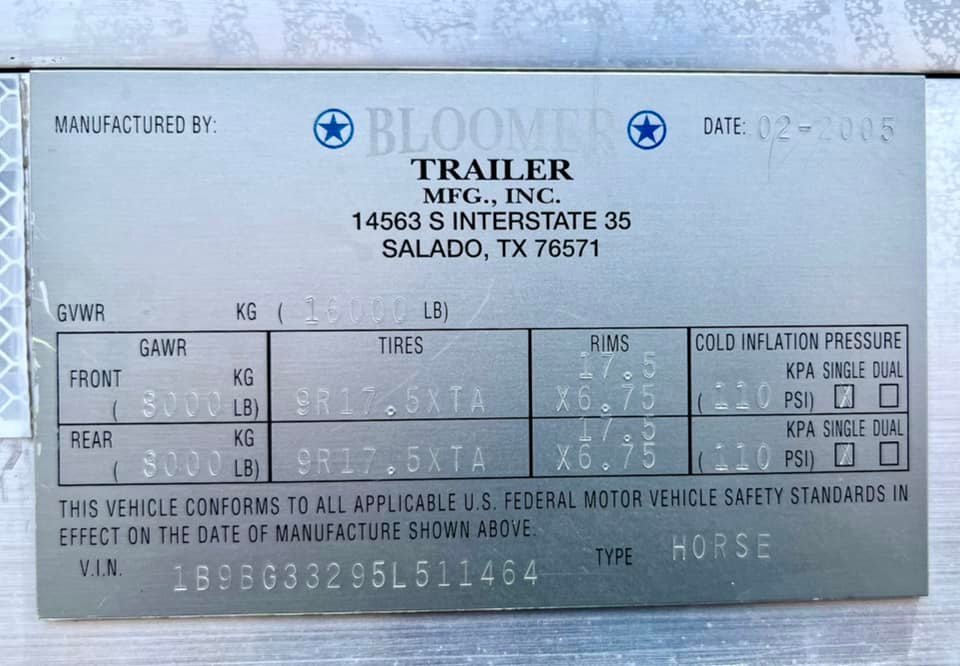 MANUFACTURED BY: BLOOMER DATE: 02-2005
TRAILER
MFG., INC.
14563 S INTERSTATE 35
SALADO, TX 76571
GVWR KG ( 16000 LB)
GAWR TIRES RIMS COLD INFLATION PRESSURE
FRONT KG 17.5 KPA SINGLE DUAL
( 8000 LB) 9R17.5XTA X6.75 ( 110 PSI) X
REAR KG 17.5 KPA SINGLE DUAL
( 8000 LB) 9R17.5XTA X6.75 ( 110 PSI) X
THIS VEHICLE CONFORMS TO ALL APPLICABLE U.S. FEDERAL MOTOR VEHICLE SAFETY STANDARDS IN
EFFECT ON THE DATE OF MANUFACTURE SHOWN ABOVE.
V.I.N. 1B9BG33295L511464 TYPE HORSE